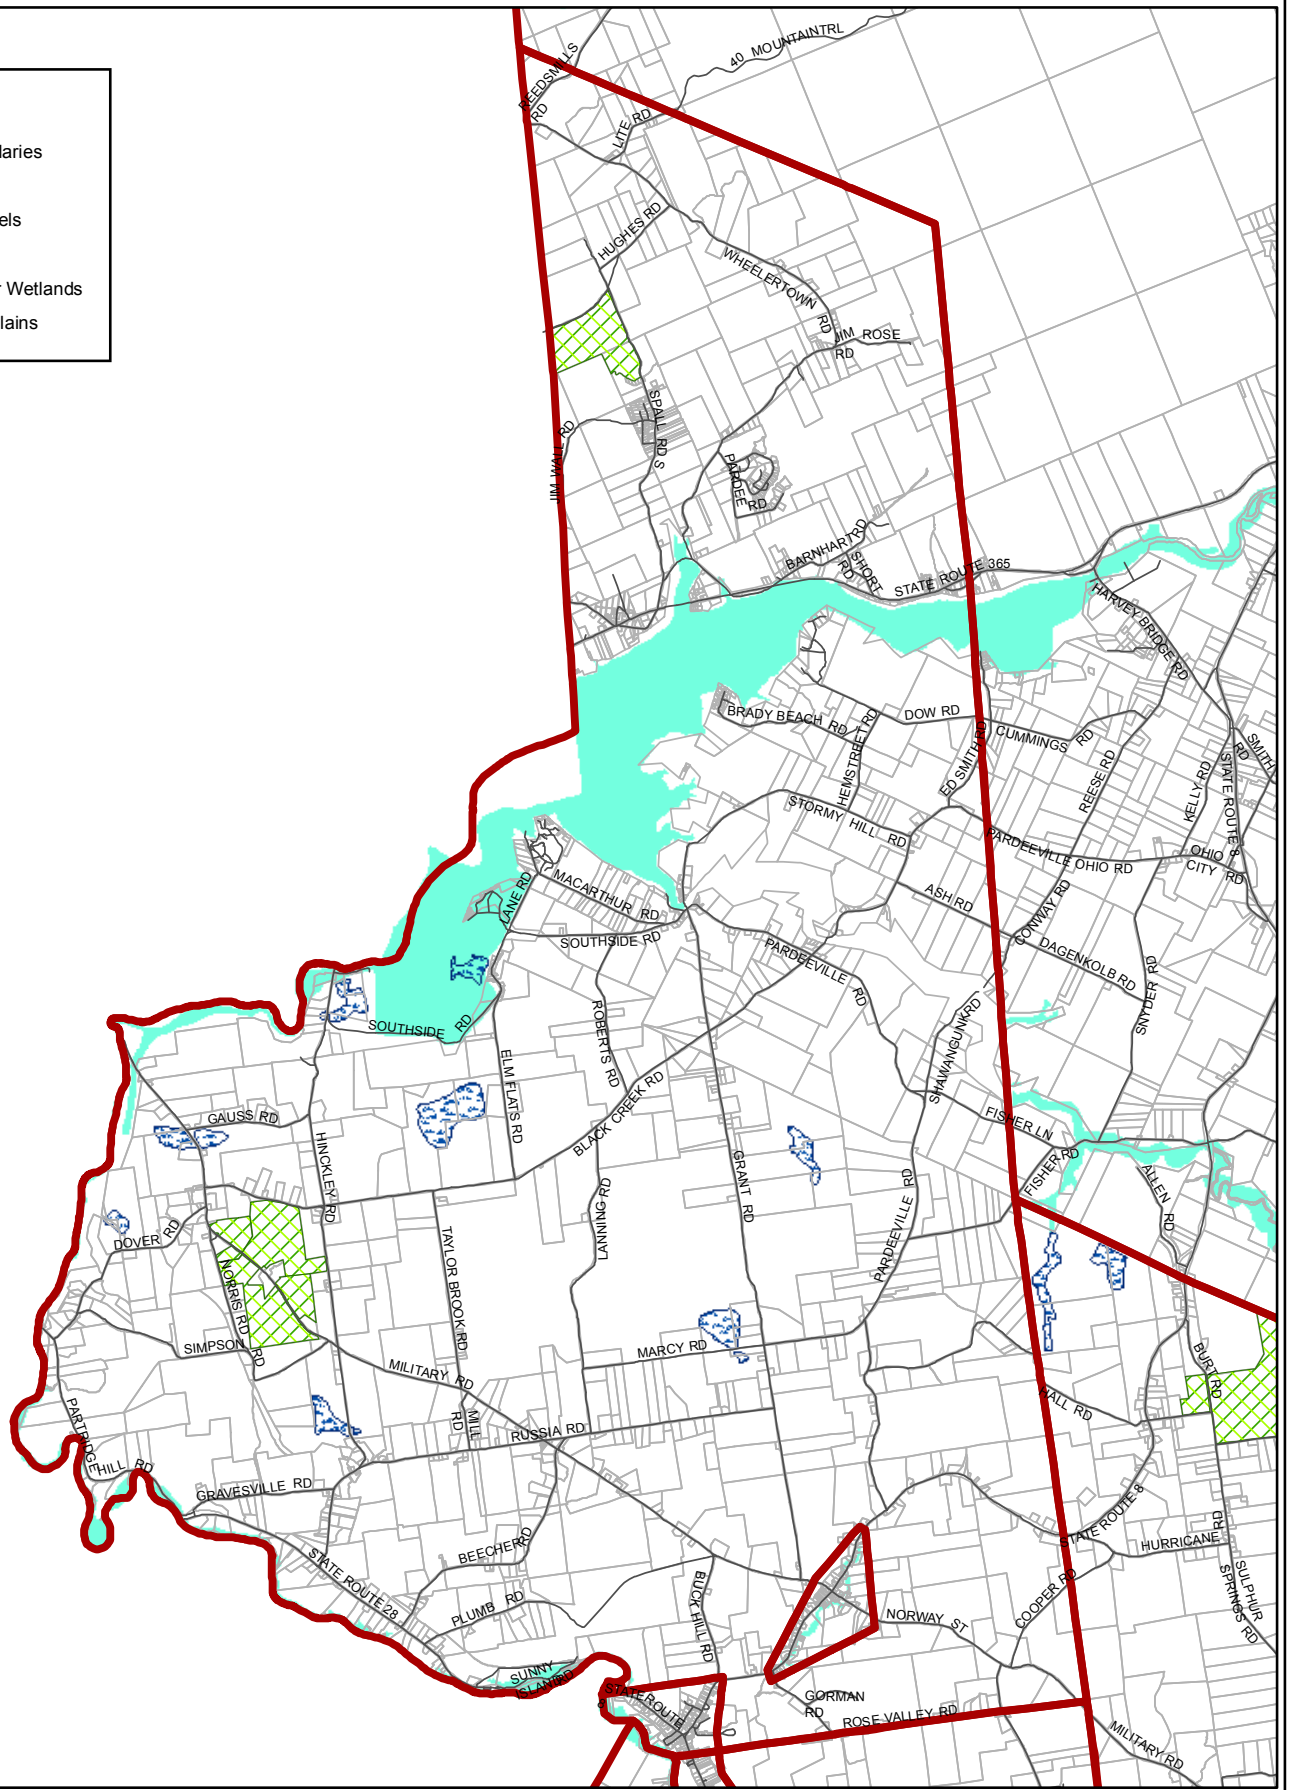 laries
els
r Wetlands
lains
40 MOUNTAINTRL
REEDSMILLS
RD
LITE RD
HUGHES RD
WHEELERTOWN
RD
JIM ROSE
RD
SPALL RD S
JIM WALL RD
PARDEE
RD
BARNHART RD
SHORT
RD
STATE ROUTE 365
HARVEY BRIDGE RD
BRADY BEACH RD
HEMSTREET RD
DOW RD
ED SMITH RD
CUMMINGS RD
REESE RD
KELLY RD
STATE ROUTE 8
SMITH
RD
STORMY HILL RD
PARDEEVILLE OHIO RD
OHIO
CITY RD
LANE RD
MACARTHUR RD
ASH RD
CONWAY RD
SOUTHSIDE RD
PARDEEVILLE
RD
DAGENKOLB RD
SNYDER RD
SOUTHSIDE RD
ROBERTS RD
SHAWANGUNK RD
ELM FLATS RD
BLACK CREEK RD
GAUSS RD
HINCKLEY RD
FISHER LN
FISHER RD
ALLEN RD
GRANT RD
LANNING RD
PARDEEVILLE RD
DOVER RD
NORRIS RD
TAYLOR BROOK RD
SIMPSON
RD
MARCY RD
MILITARY RD
BURT RD
HALL RD
PARTRIDGE
HILL RD
MILL
RD
RUSSIA RD
GRAVESVILLE RD
STATE ROUTE 8
HURRICANE
RD
BEECHER RD
STATE ROUTE 28
SULPHUR
SPRINGS RD
PLUMB RD
BUCK HILL RD
COOPER RD
NORWAY ST
SUNNY
ISLAND RD
STATE ROUTE
8
GORMAN
RD
ROSE VALLEY RD
MILITARY RD